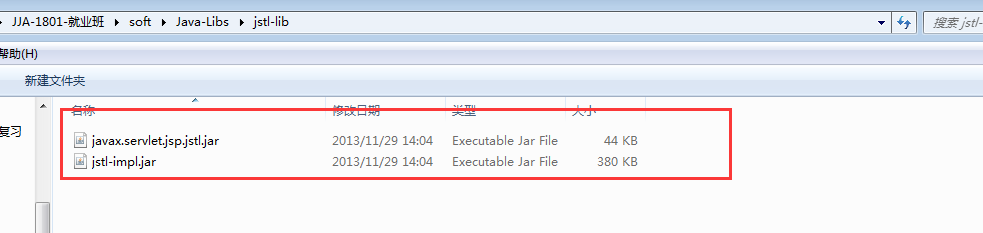 JJA-1801-就业班 ▸ soft ▸ Java-Libs ▸ jstl-lib 搜索 jstl-
帮助(H)
新建文件夹
名称 修改日期 类型 大小
复习
javax.servlet.jsp.jstl.jar 2013/11/29 14:04 Executable Jar File 44 KB
jstl-impl.jar 2013/11/29 14:04 Executable Jar File 380 KB